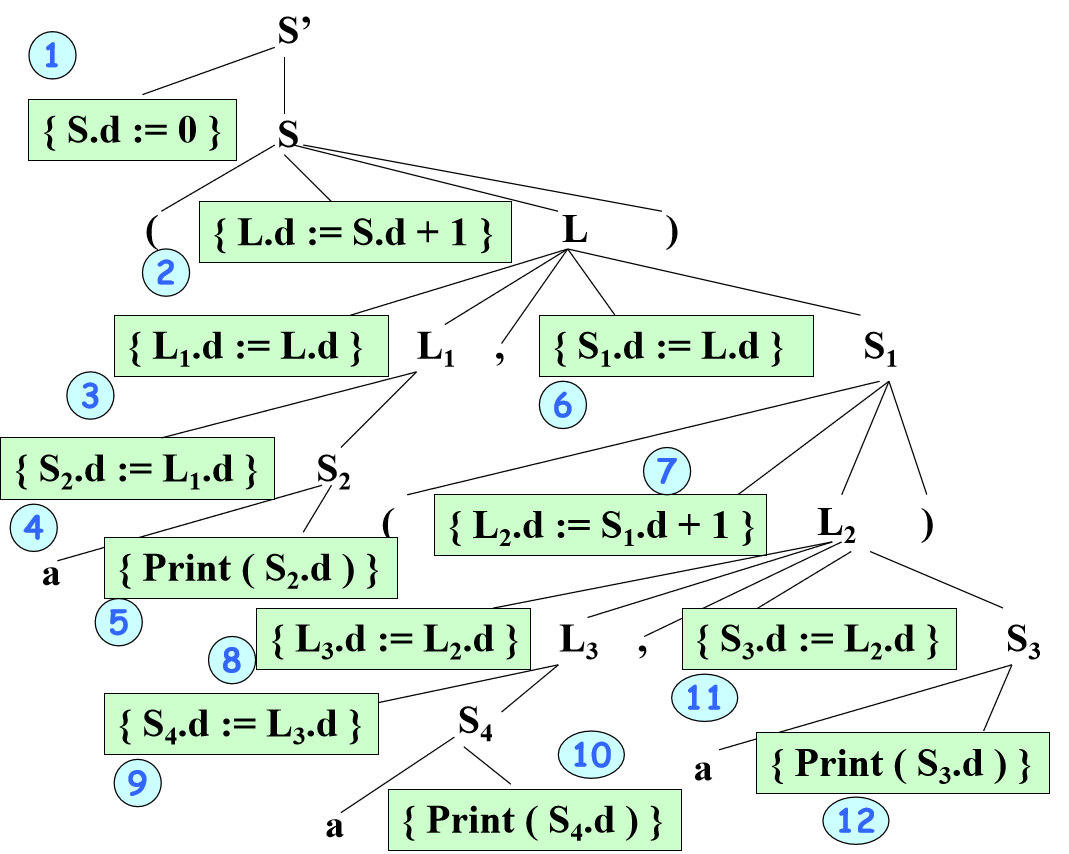 S’
1
{ S.d := 0 }
S
( { L.d := S.d + 1 } L )
2
{ L₁.d := L.d } L₁ , { S₁.d := L.d } S₁
3 6
{ S₂.d := L₁.d } S₂ 7
4 ( { L₂.d := S₁.d + 1 } L₂ )
a { Print ( S₂.d ) }
5
8 { L₃.d := L₂.d } L₃ , { S₃.d := L₂.d } S₃
11
{ S₄.d := L₃.d } S₄
9 10 a { Print ( S₃.d ) }
a { Print ( S₄.d ) } 12